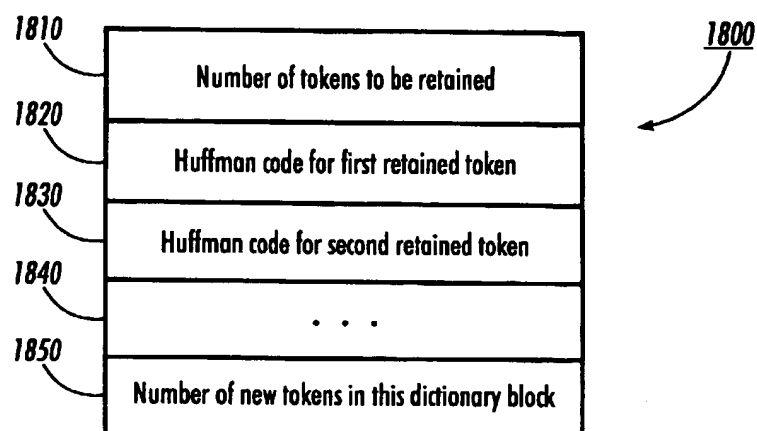 1810
1800
Number of tokens to be retained
1820
Huffman code for first retained token
1830
Huffman code for second retained token
1840
. . .
1850
Number of new tokens in this dictionary block